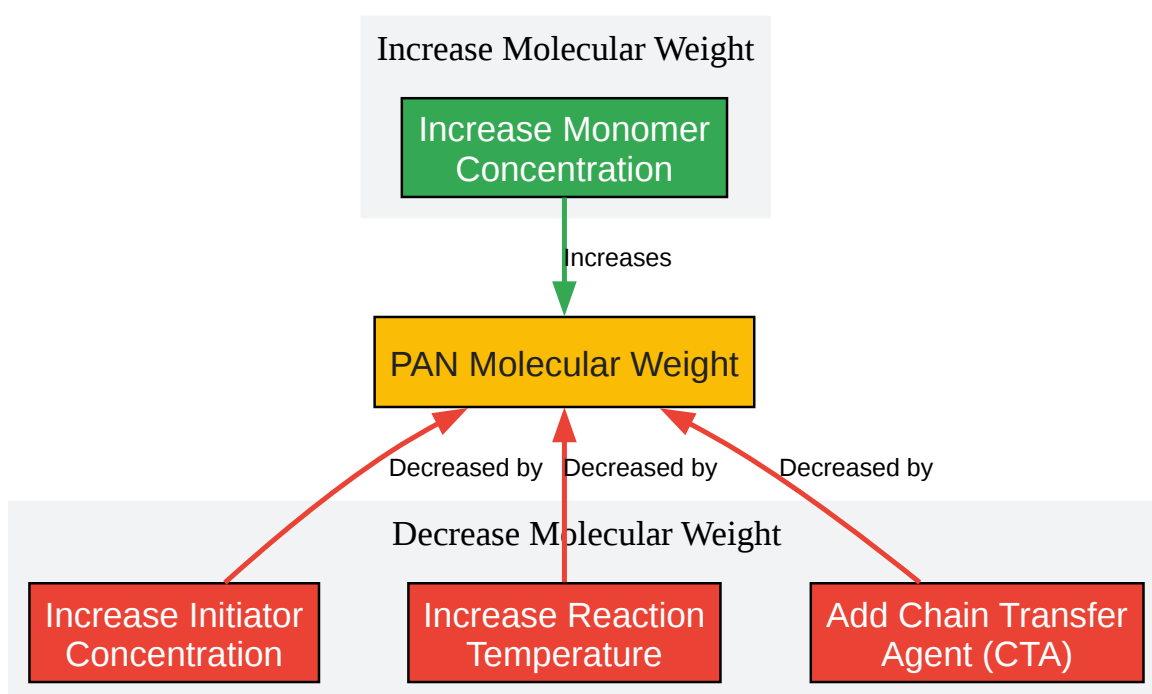 Increase Molecular Weight
Increase Monomer
Concentration
Increases
PAN Molecular Weight
Decreased by
Decreased by
Decreased by
Decrease Molecular Weight
Increase Initiator
Concentration
Increase Reaction
Temperature
Add Chain Transfer
Agent (CTA)